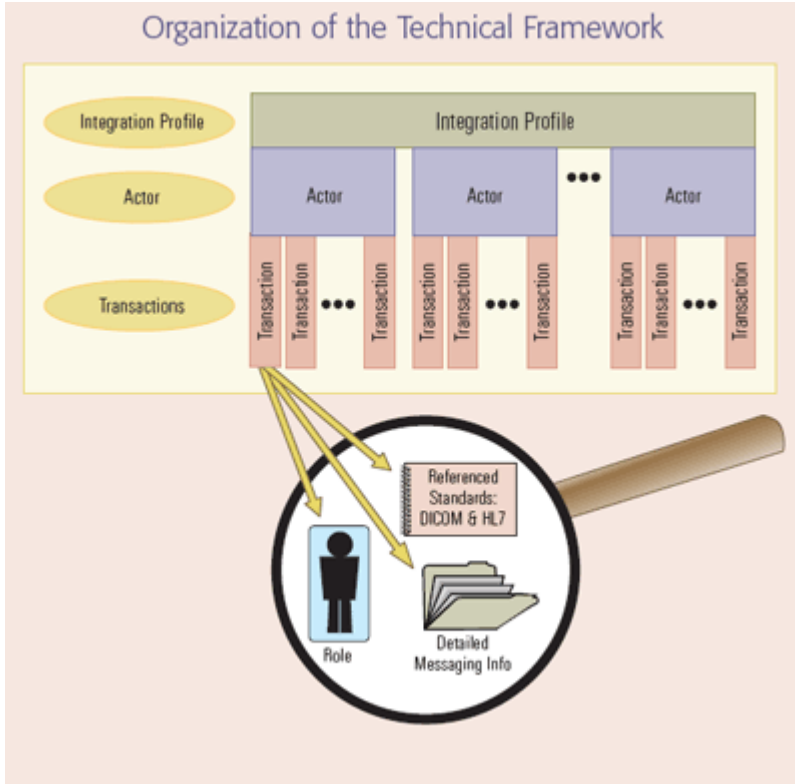 Organization of the Technical Framework
Integration Profile
Integration Profile
Actor
Actor
Actor
Actor
Transactions
Transaction
Transaction
Transaction
Transaction
Transaction
Transaction
Transaction
Transaction
Transaction
Referenced
Standards:
DICOM & HL7
Role
Detailed
Messaging Info